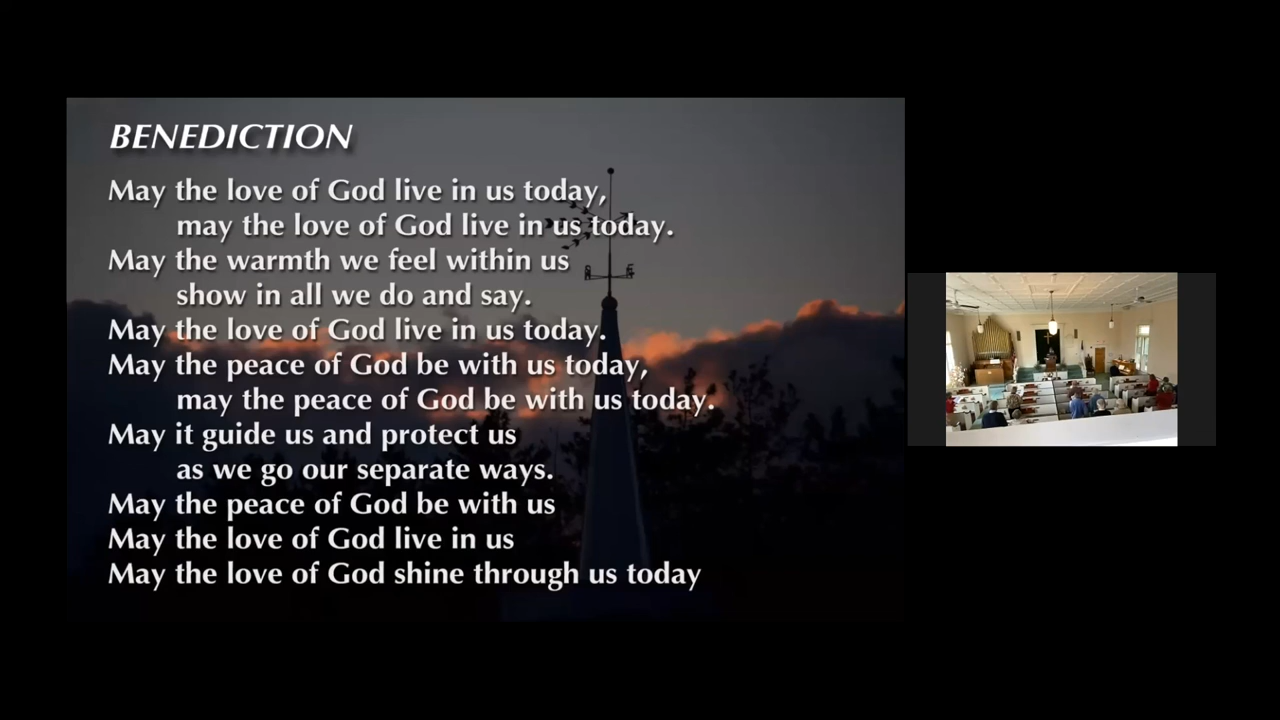 BENEDICTION
May the love of God live in us today,
may the love of God live in us today.
May the warmth we feel within us
show in all we do and say.
May the love of God live in us today.
May the peace of God be with us today,
may the peace of God be with us today.
May it guide us and protect us
as we go our separate ways.
May the peace of God be with us
May the love of God live in us
May the love of God shine through us today